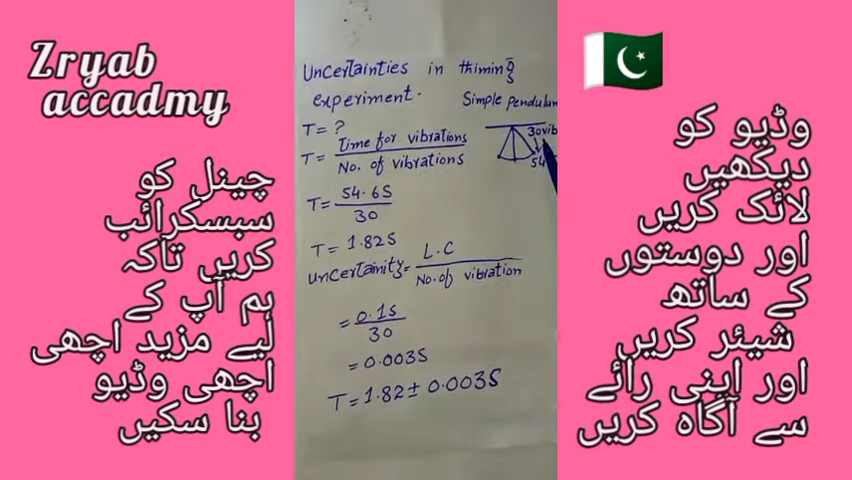 Zryab
accadmy
چینل کو
سبسکرائب
کریں تاکہ
ہم آپ کے
لیے مزید اچھی
اچھی وڈیو
بنا سکیں
Uncertainties in thiming
experiment.
Simple pendulum
T = ?
30vib
54
T = Time for vibrations
No. of vibrations
T = 54.6S
30
T = 1.82S
Uncertainity = L.C
No. of vibration
= 0.1S
30
= 0.003S
T = 1.82 ± 0.003S
وڈیو کو
دیکھیں
لائک کریں
اور دوستوں
کے ساتھ
شیئر کریں
اور اپنی رائے
سے آگاہ کریں